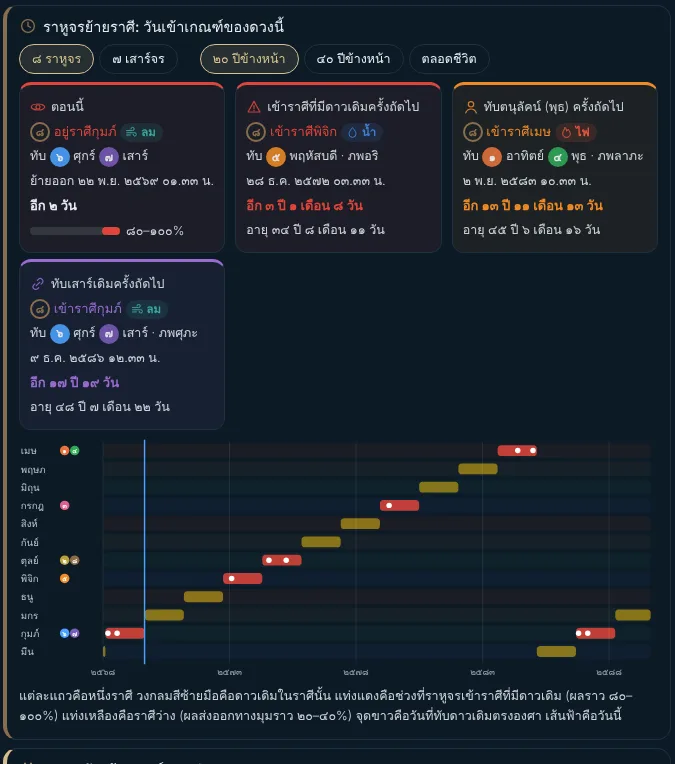 ราหูจรย้ายราศี: วันเข้าเกณฑ์ของดวงนี้
๘ ราหูจร ๗ เสาร์จร ๒๐ ปีข้างหน้า ๔๐ ปีข้างหน้า ตลอดชีวิต
ตอนนี้
๘ อยู่ราศีกุมภ์ ลม
ทับ ๖ ศุกร์ ๗ เสาร์
ย้ายออก ๒๒ พ.ย. ๒๕๖๙ ๐๑.๓๓ น.
อีก ๒ วัน
๘๐–๑๐๐%
เข้าราศีที่มีดาวเดิมครั้งถัดไป
๘ เข้าราศีพิจิก น้ำ
ทับ ๕ พฤหัสบดี · ภพอริ
๒๘ ธ.ค. ๒๕๗๒ ๐๓.๓๓ น.
อีก ๓ ปี ๑ เดือน ๘ วัน
อายุ ๓๔ ปี ๘ เดือน ๑๑ วัน
ทับตนุลัคน์ (พุธ) ครั้งถัดไป
๘ เข้าราศีเมษ ไฟ
ทับ ๑ อาทิตย์ ๔ พุธ · ภพลาภะ
๒ พ.ย. ๒๕๘๓ ๑๐.๓๓ น.
อีก ๑๓ ปี ๑๑ เดือน ๑๓ วัน
อายุ ๔๕ ปี ๖ เดือน ๑๖ วัน
ทับเสาร์เดิมครั้งถัดไป
๘ เข้าราศีกุมภ์ ลม
ทับ ๖ ศุกร์ ๗ เสาร์ · ภพศุภะ
๙ ธ.ค. ๒๕๘๖ ๑๒.๓๓ น.
อีก ๑๗ ปี ๑๙ วัน
อายุ ๔๘ ปี ๗ เดือน ๒๒ วัน
เมษ ๑ ๔
พฤษภ
มิถุน
กรกฎ ๓
สิงห์
กันย์
ตุลย์ ๒ ๘
พิจิก ๕
ธนู
มกร
กุมภ์ ๖ ๗
มีน
๒๕๖๘ ๒๕๗๓ ๒๕๗๘ ๒๕๘๓ ๒๕๘๘
แต่ละแถวคือหนึ่งราศี วงกลมสีซ้ายมือคือดาวเดิมในราศีนั้น แท่งแดงคือช่วงที่ราหูจรเข้าราศีที่มีดาวเดิม (ผลราว ๘๐–
๑๐๐%) แท่งเหลืองคือราศีว่าง (ผลส่งออกทางมุมราว ๒๐–๔๐%) จุดขาวคือวันที่ทับดาวเดิมตรงองศา เส้นฟ้าคือวันนี้